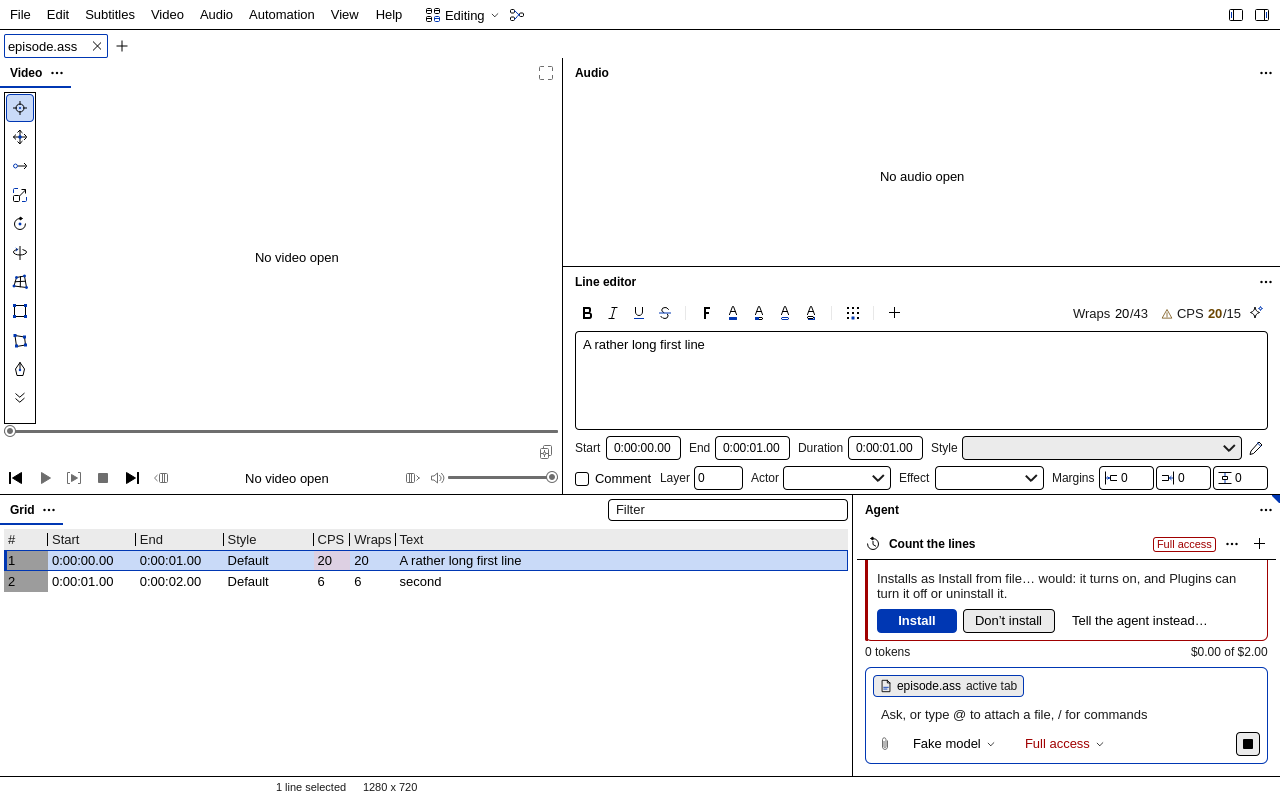 File Edit Subtitles Video Audio Automation View Help Editing
episode.ass
Video
No video open
No video open
Audio
No audio open
Line editor
Wraps 20/43 CPS 20/15
A rather long first line
Start 0:00:00.00 End 0:00:01.00 Duration 0:00:01.00 Style
Comment Layer 0 Actor Effect Margins 0 0 0
Grid
Filter
# Start End Style CPS Wraps Text
1 0:00:00.00 0:00:01.00 Default 20 20 A rather long first line
2 0:00:01.00 0:00:02.00 Default 6 6 second
Agent
Count the lines Full access
Installs as Install from file… would: it turns on, and Plugins can
turn it off or uninstall it.
Install Don’t install Tell the agent instead…
0 tokens $0.00 of $2.00
episode.ass active tab
Ask, or type @ to attach a file, / for commands
Fake model Full access
1 line selected 1280 x 720